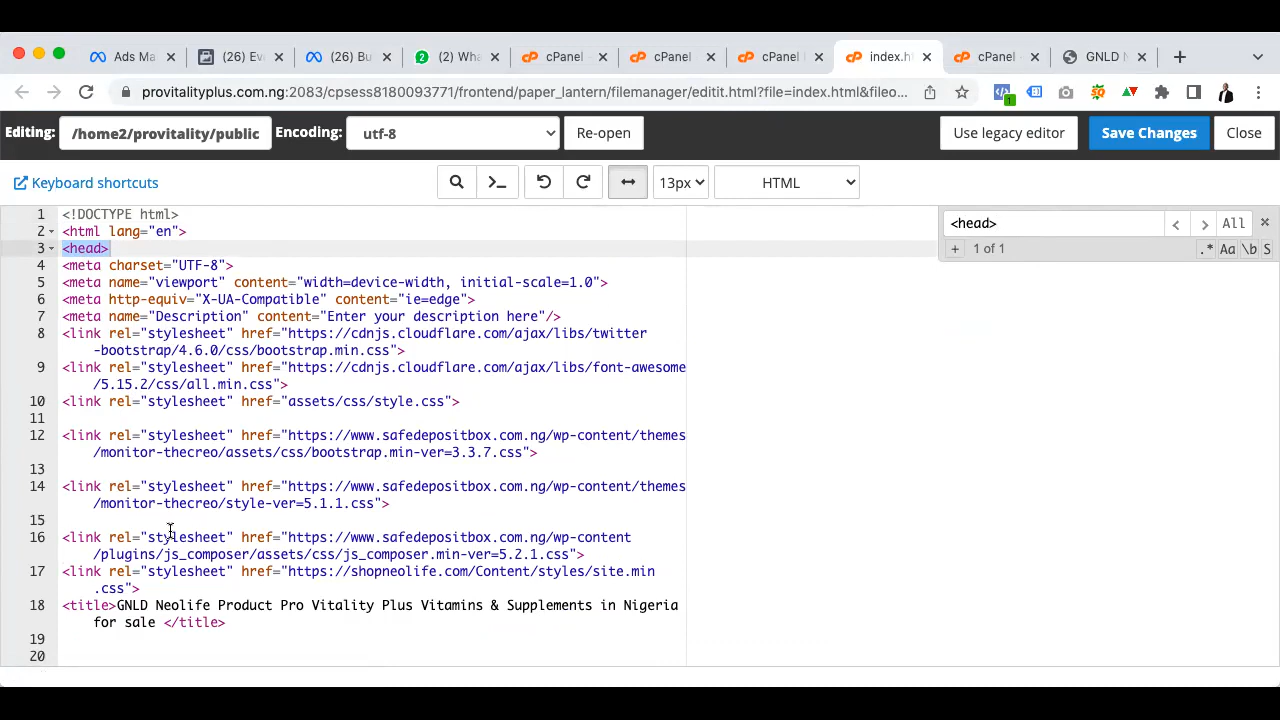 Ads Ma
(26) Eva
(26) Bu
2
(2) Wha
cPanel -
cPanel
cPanel
index.h
cPanel
GNLD N
provitalityplus.com.ng:2083/cpsess8180093771/frontend/paper_lantern/filemanager/editit.html?file=index.html&fileo...
1
Editing:
/home2/provitality/public
Encoding:
utf-8
Re-open
Use legacy editor
Save Changes
Close
Keyboard shortcuts
13px
HTML
1 <!DOCTYPE html>
2 <html lang="en">
3 <head>
4 <meta charset="UTF-8">
5 <meta name="viewport" content="width=device-width, initial-scale=1.0">
6 <meta http-equiv="X-UA-Compatible" content="ie=edge">
7 <meta name="Description" content="Enter your description here"/>
8 <link rel="stylesheet" href="https://cdnjs.cloudflare.com/ajax/libs/twitter
-bootstrap/4.6.0/css/bootstrap.min.css">
9 <link rel="stylesheet" href="https://cdnjs.cloudflare.com/ajax/libs/font-awesome
/5.15.2/css/all.min.css">
10 <link rel="stylesheet" href="assets/css/style.css">
11
12 <link rel="stylesheet" href="https://www.safedepositbox.com.ng/wp-content/themes
/monitor-thecreo/assets/css/bootstrap.min-ver=3.3.7.css">
13
14 <link rel="stylesheet" href="https://www.safedepositbox.com.ng/wp-content/themes
/monitor-thecreo/style-ver=5.1.1.css">
15
16 <link rel="stylesheet" href="https://www.safedepositbox.com.ng/wp-content
/plugins/js_composer/assets/css/js_composer.min-ver=5.2.1.css">
17 <link rel="stylesheet" href="https://shopneolife.com/Content/styles/site.min
.css">
18 <title>GNLD Neolife Product Pro Vitality Plus Vitamins & Supplements in Nigeria
for sale </title>
19
20
<head>
All
+ 1 of 1
.* Aa \b S